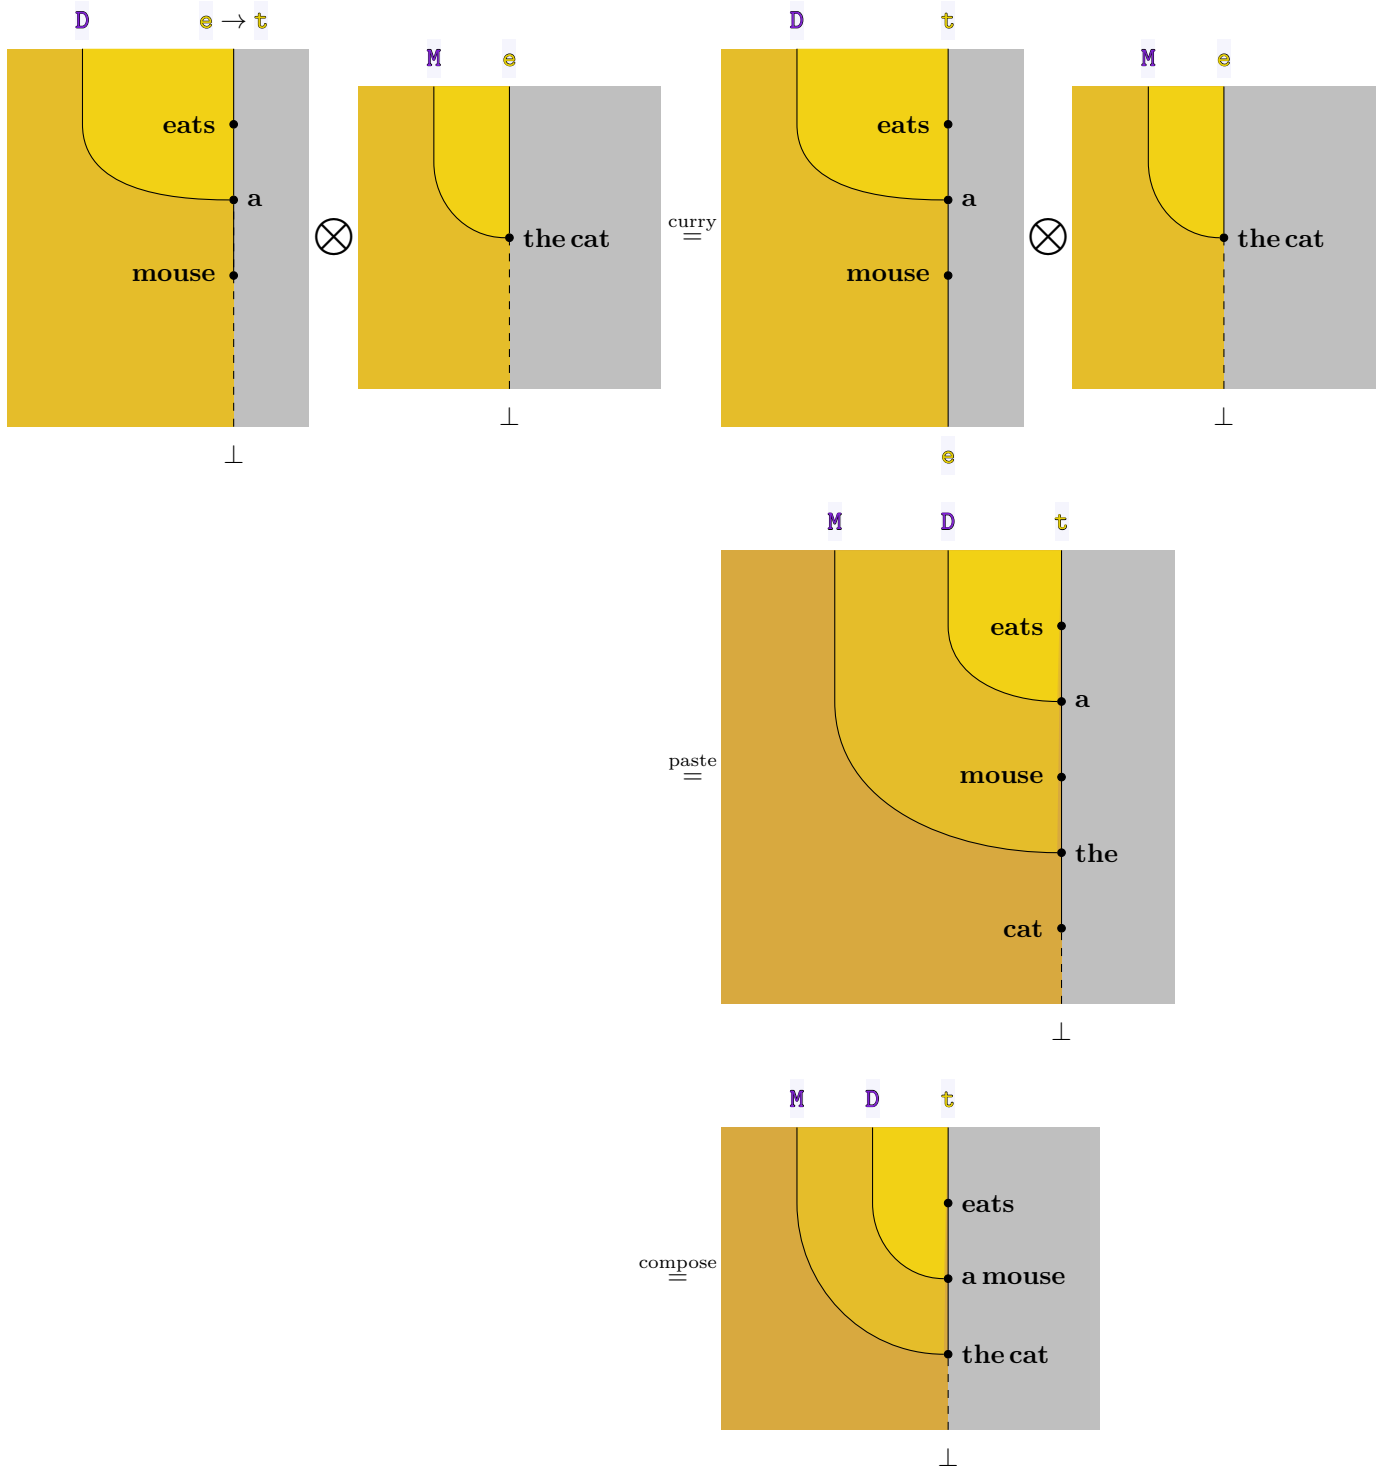 D e → t
D t
M e
M e
eats
eats
a
a
⊗ the cat
curry
=
⊗ the cat
mouse
mouse
⊥
⊥
⊥
e
M D t
eats
a
paste
=
mouse
the
cat
⊥
M D t
eats
compose
=
a mouse
the cat
⊥